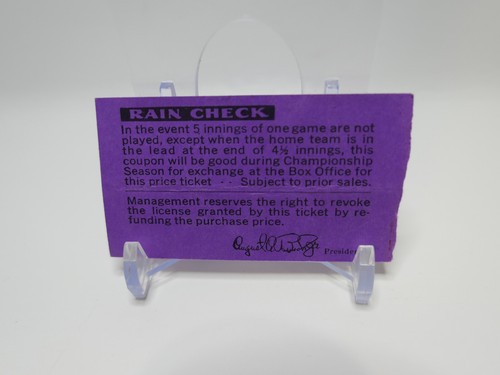 RAIN CHECK
In the event 5 innings of one game are not
played, except when the home team is in
the lead at the end of 4½ innings, this
coupon will be good during Championship
Season for exchange at the Box Office for
this price ticket - - Subject to prior sales.
Management reserves the right to revoke
the license granted by this ticket by re-
funding the purchase price.
Presiden